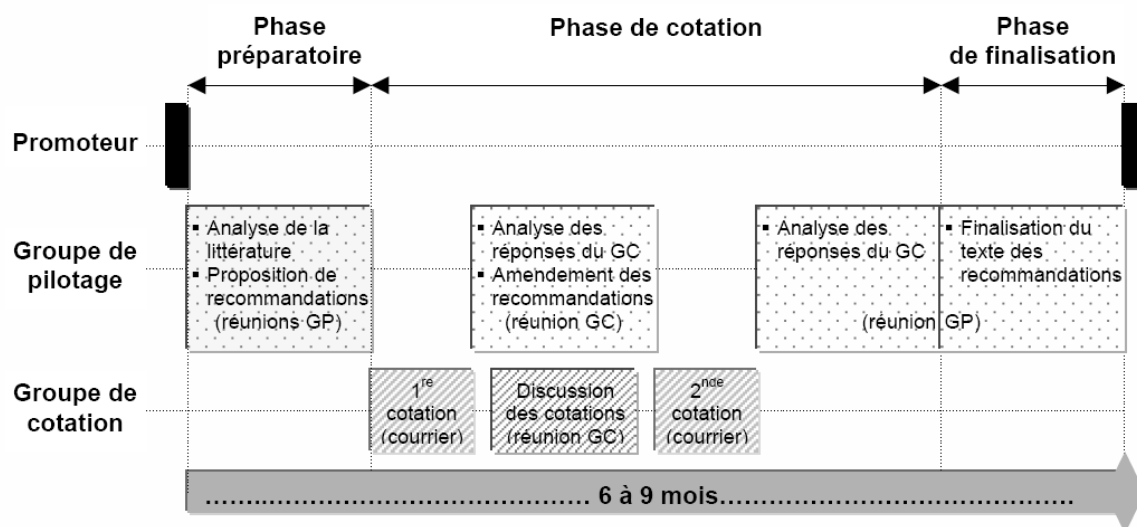 Phase
préparatoire
Phase de cotation
Phase
de finalisation
Promoteur
Groupe de
pilotage
▪ Analyse de la
littérature
▪ Proposition de
recommandations
(réunions GP)
▪ Analyse des
réponses du GC
▪ Amendement des
recommandations
(réunion GC)
▪ Analyse des
réponses du GC
▪ Finalisation du
texte des
recommandations
(réunion GP)
Groupe de
cotation
1re
cotation
(courrier)
Discussion
des cotations
(réunion GC)
2nde
cotation
(courrier)
6 à 9 mois